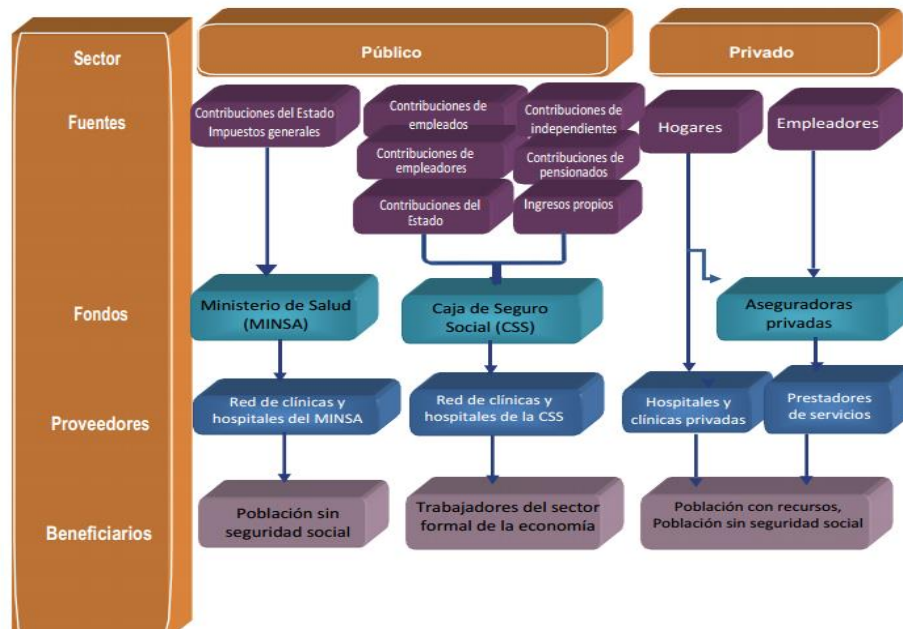 Sector
Público
Privado
Fuentes
Contribuciones del Estado
Impuestos generales
Contribuciones de
empleados
Contribuciones de
independientes
Contribuciones de
empleadores
Contribuciones de
pensionados
Contribuciones del
Estado
Ingresos propios
Hogares
Empleadores
Fondos
Ministerio de Salud
(MINSA)
Caja de Seguro
Social (CSS)
Aseguradoras
privadas
Proveedores
Red de clínicas y
hospitales del MINSA
Red de clínicas y
hospitales de la CSS
Hospitales y
clínicas privadas
Prestadores
de servicios
Beneficiarios
Población sin
seguridad social
Trabajadores del sector
formal de la economía
Población con recursos,
Población sin seguridad social